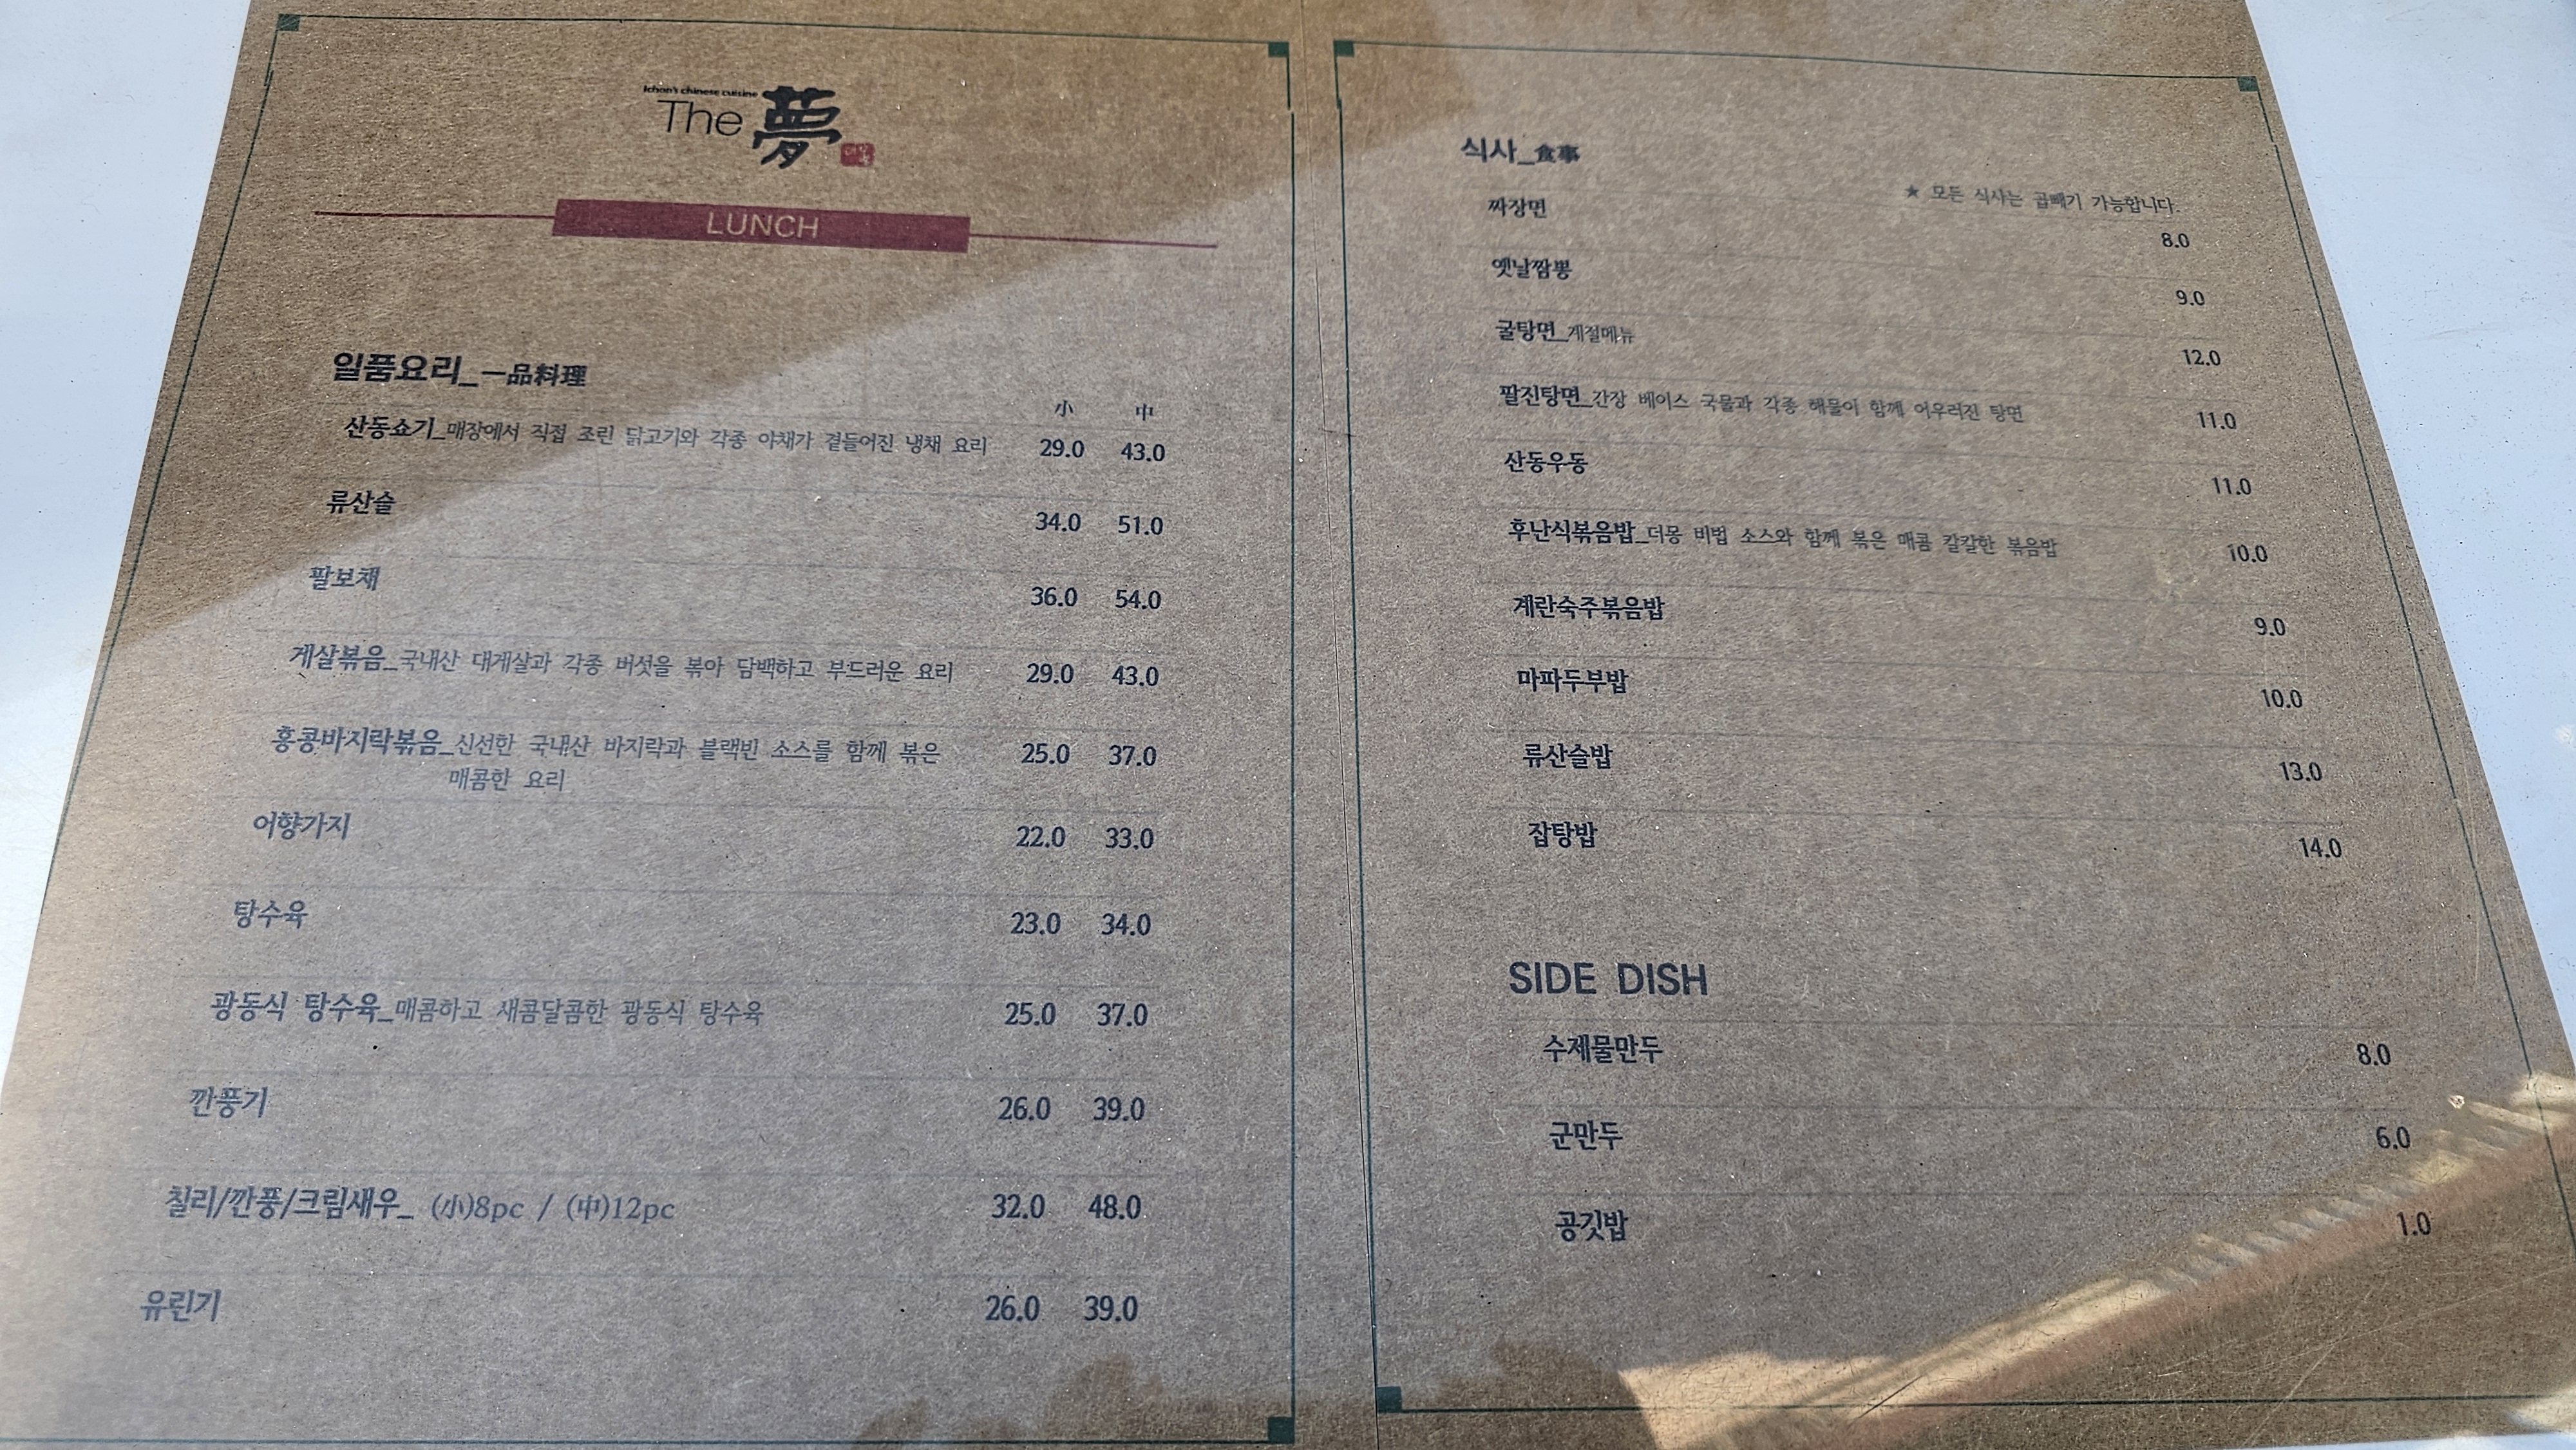 Ichon's chinese cuisine
The 夢
LUNCH
일품요리_一品料理
小 中
산동쇼기_매장에서 직접 조린 닭고기와 각종 야채가 곁들어진 냉채 요리 29.0 43.0
류산슬 34.0 51.0
팔보채 36.0 54.0
게살볶음_국내산 대게살과 각종 버섯을 볶아 담백하고 부드러운 요리 29.0 43.0
홍콩바지락볶음_신선한 국내산 바지락과 블랙빈 소스를 함께 볶은 25.0 37.0
매콤한 요리
어향가지 22.0 33.0
탕수육 23.0 34.0
광동식 탕수육_매콤하고 새콤달콤한 광동식 탕수육 25.0 37.0
깐풍기 26.0 39.0
칠리/깐풍/크림새우_ (小)8pc / (中)12pc 32.0 48.0
유린기 26.0 39.0
식사_食事
★ 모든 식사는 곱빼기 가능합니다.
짜장면 8.0
옛날짬뽕 9.0
굴탕면_계절메뉴 12.0
팔진탕면_간장 베이스 국물과 각종 해물이 함께 어우러진 탕면 11.0
산동우동 11.0
후난식볶음밥_더몽 비법 소스와 함께 볶은 매콤 칼칼한 볶음밥 10.0
계란숙주볶음밥 9.0
마파두부밥 10.0
류산슬밥 13.0
잡탕밥 14.0
SIDE DISH
수제물만두 8.0
군만두 6.0
공깃밥 1.0